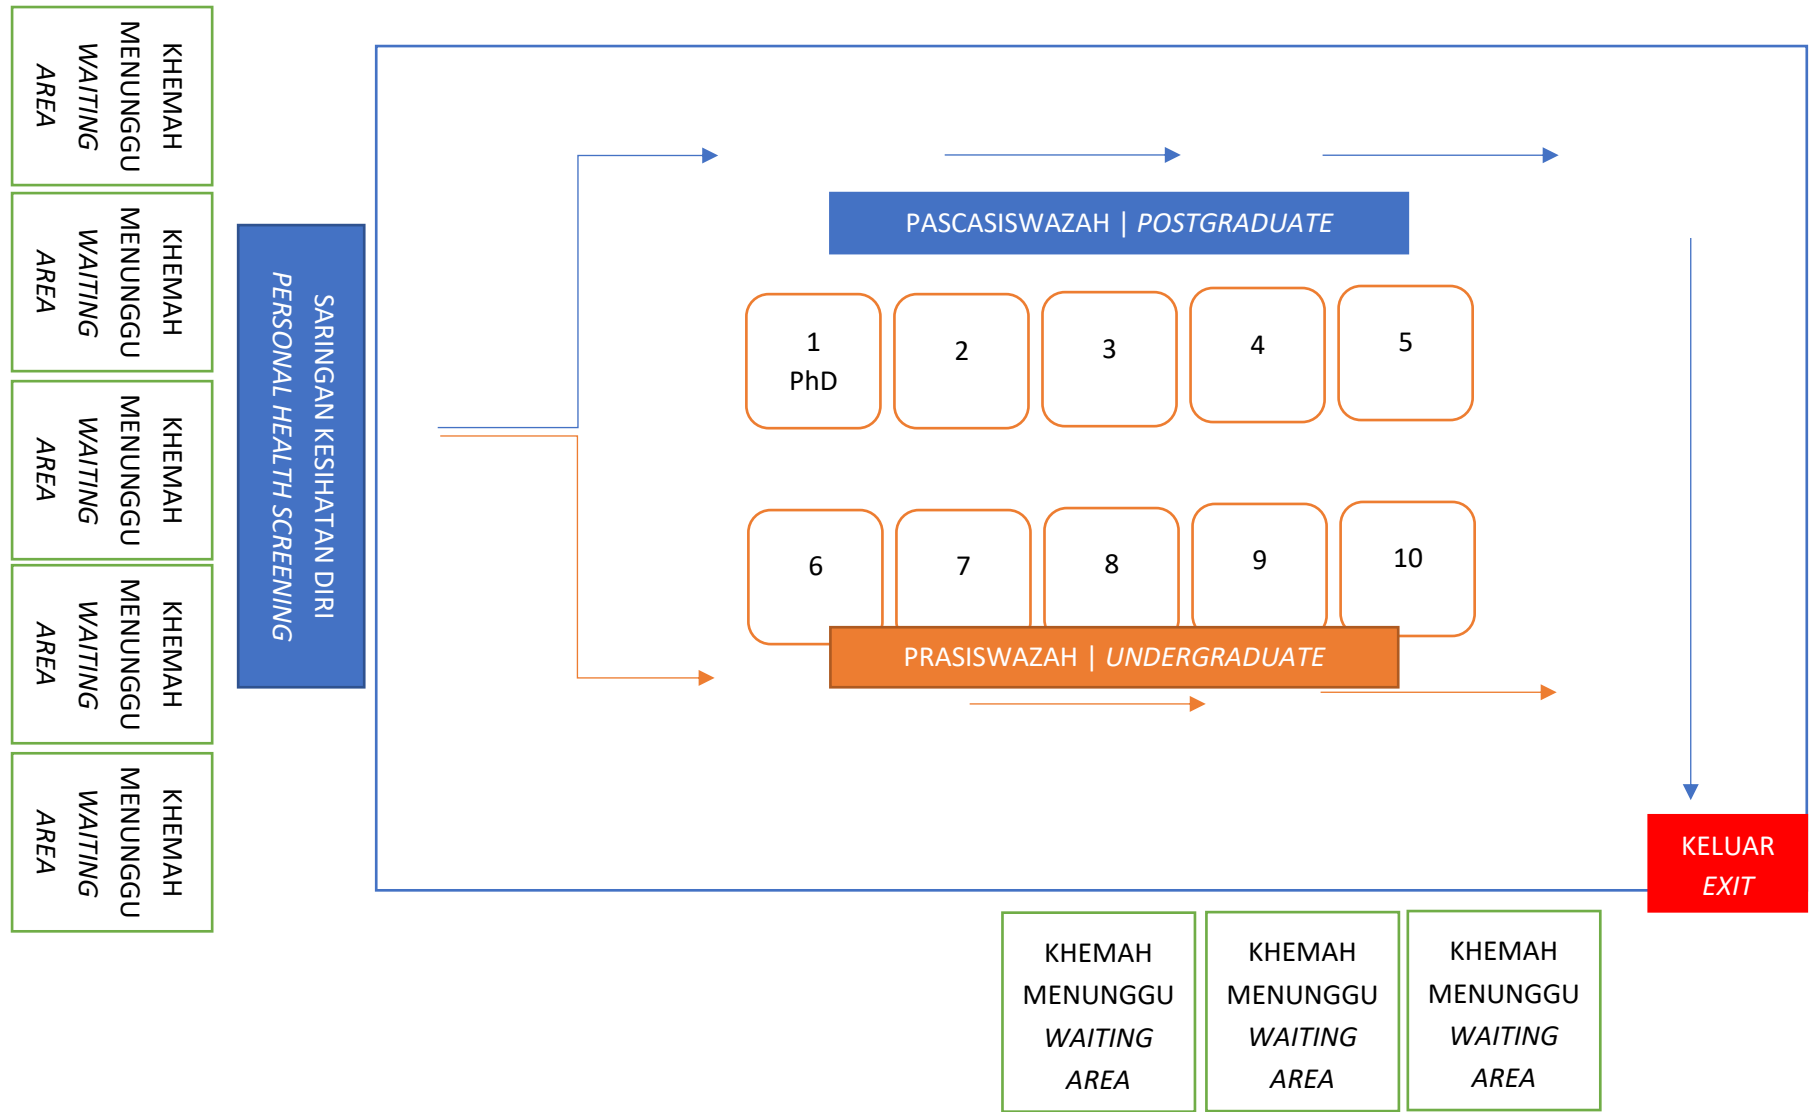 KHEMAH
MENUNGGU
WAITING
AREA
KHEMAH
MENUNGGU
WAITING
AREA
KHEMAH
MENUNGGU
WAITING
AREA
KHEMAH
MENUNGGU
WAITING
AREA
KHEMAH
MENUNGGU
WAITING
AREA
SARINGAN KESIHATAN DIRI
PERSONAL HEALTH SCREENING
PASCASISWAZAH | POSTGRADUATE
1
PhD
2
3
4
5
6
7
8
9
10
PRASISWAZAH | UNDERGRADUATE
KELUAR
EXIT
KHEMAH
MENUNGGU
WAITING
AREA
KHEMAH
MENUNGGU
WAITING
AREA
KHEMAH
MENUNGGU
WAITING
AREA